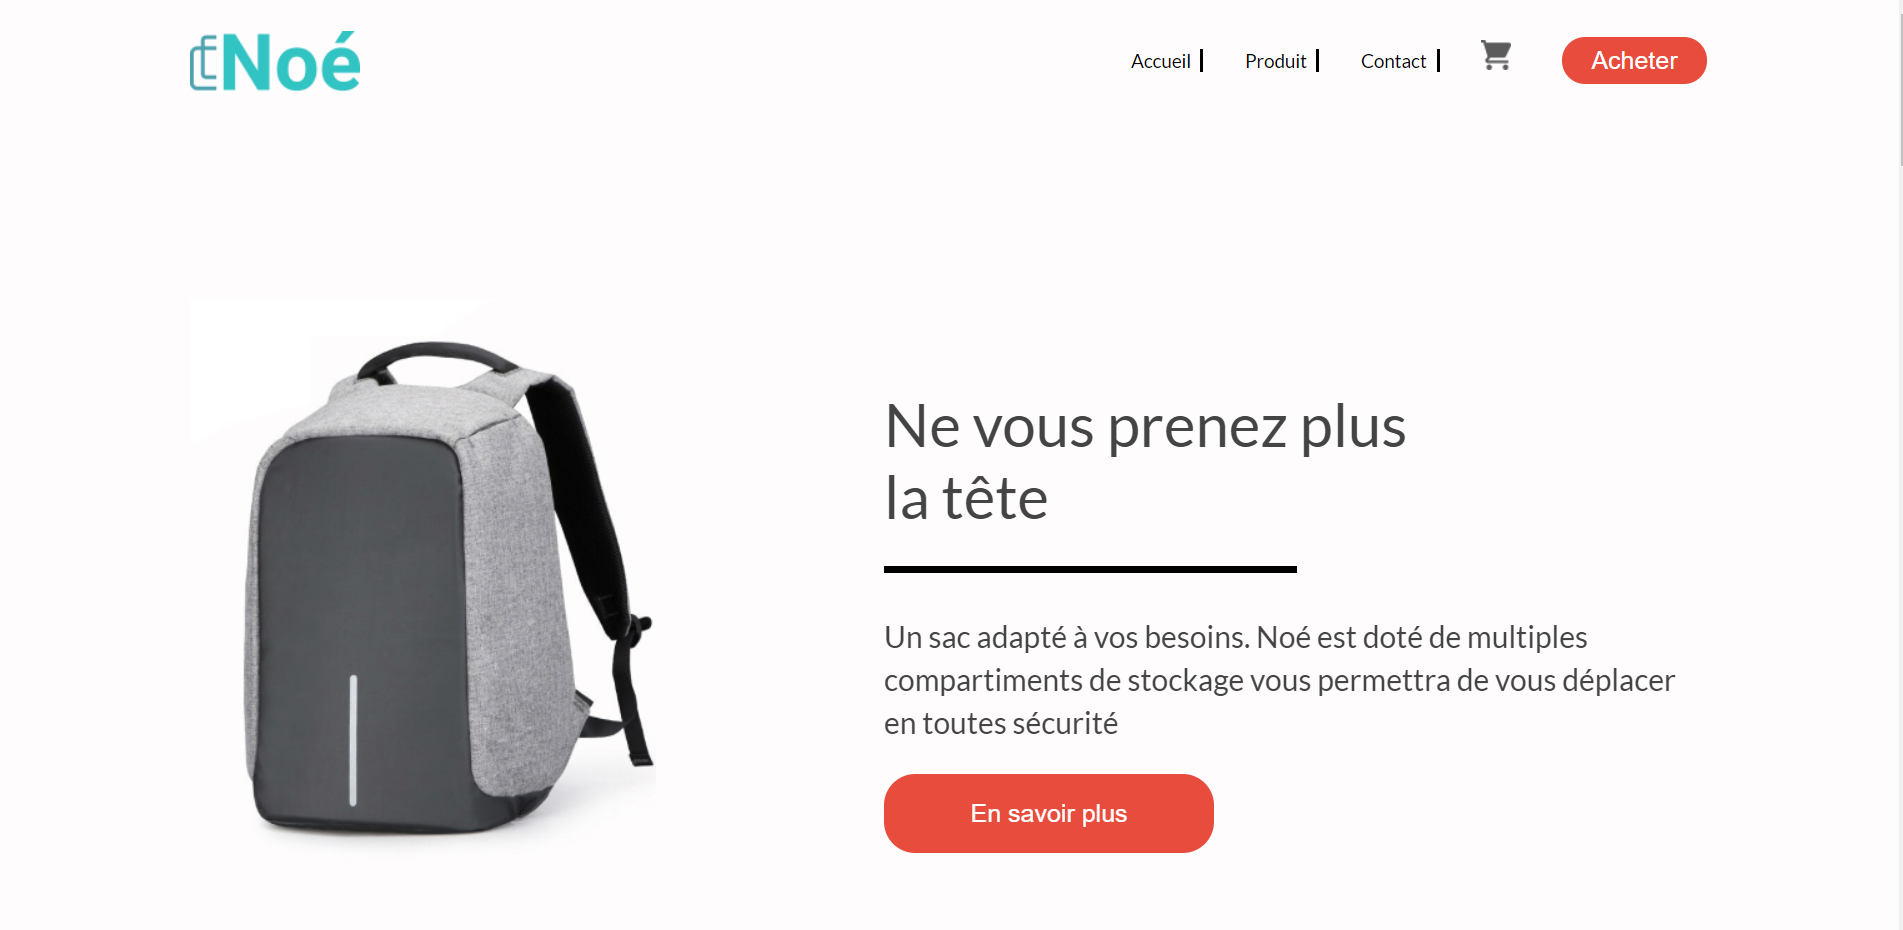 Noé
Accueil
Produit
Contact
Acheter
Ne vous prenez plus
la tête
Un sac adapté à vos besoins. Noé est doté de multiples
compartiments de stockage vous permettra de vous déplacer
en toutes sécurité
En savoir plus